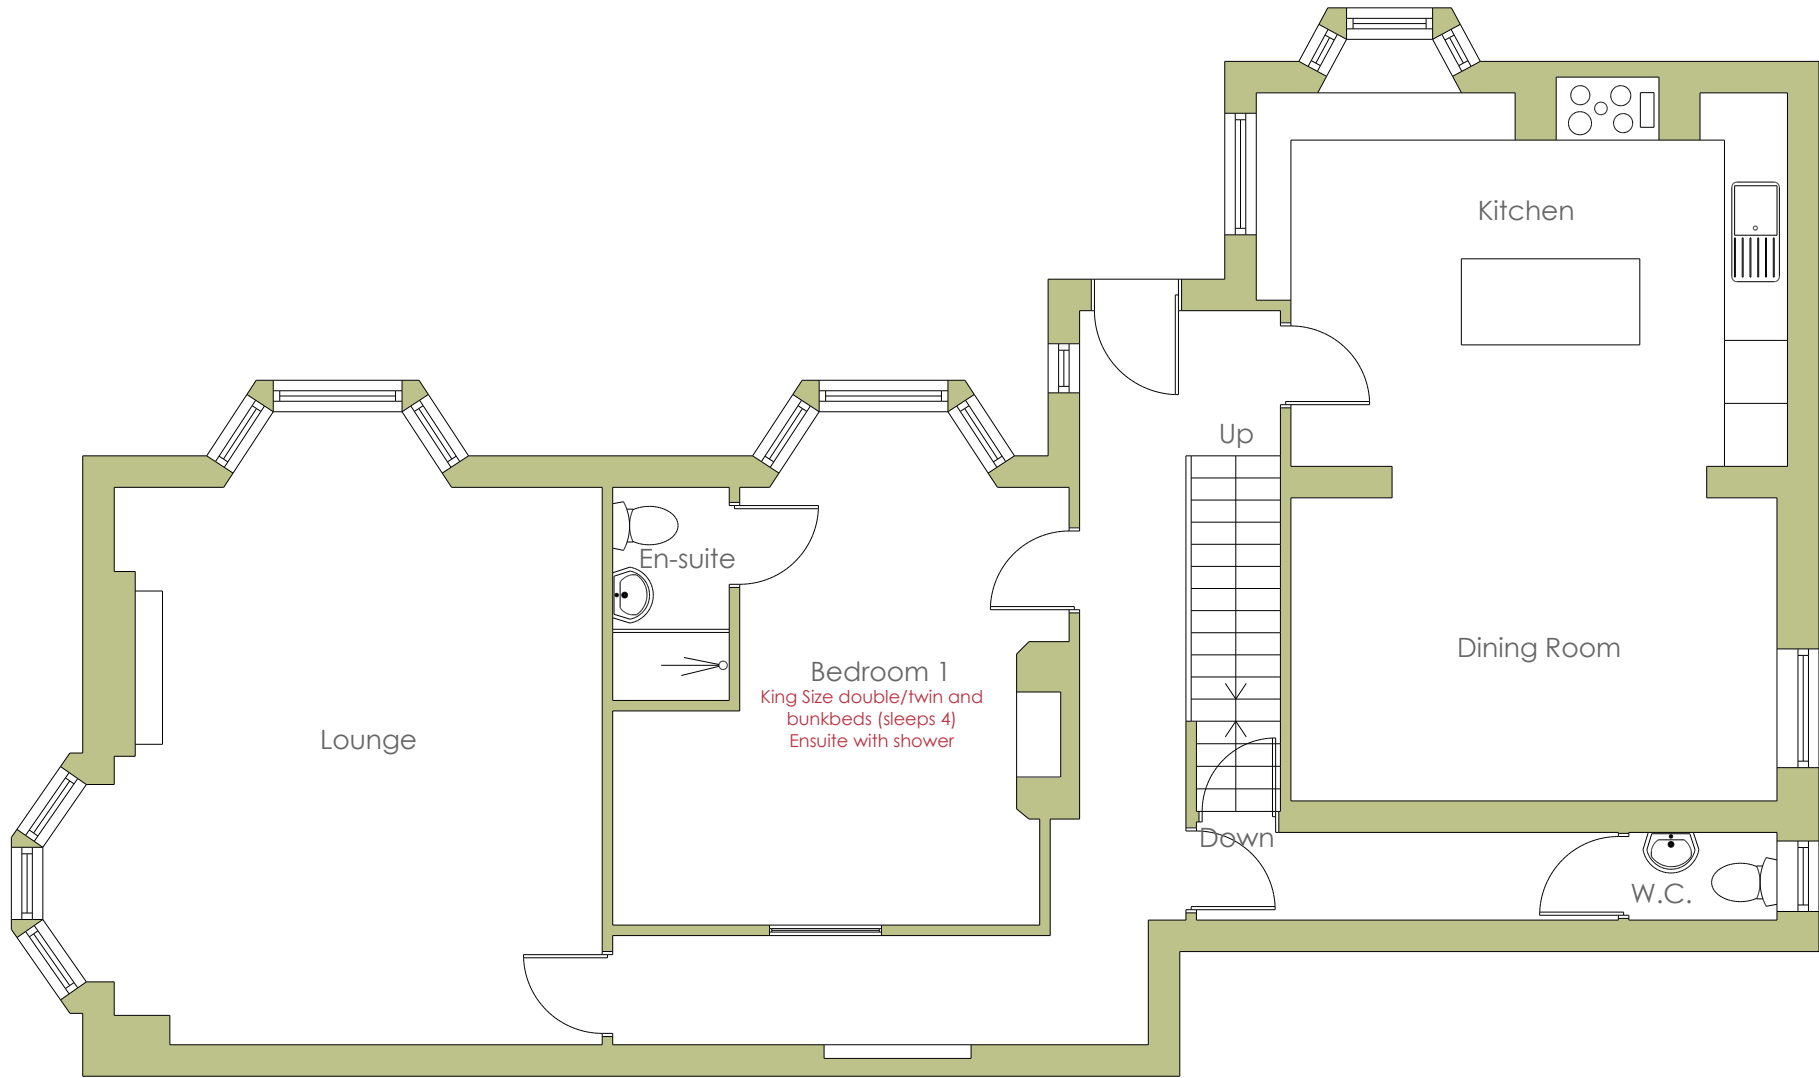 Kitchen
Up
En-suite
Dining Room
Bedroom 1
King Size double/twin and
bunkbeds (sleeps 4)
Ensuite with shower
Lounge
Down
W.C.